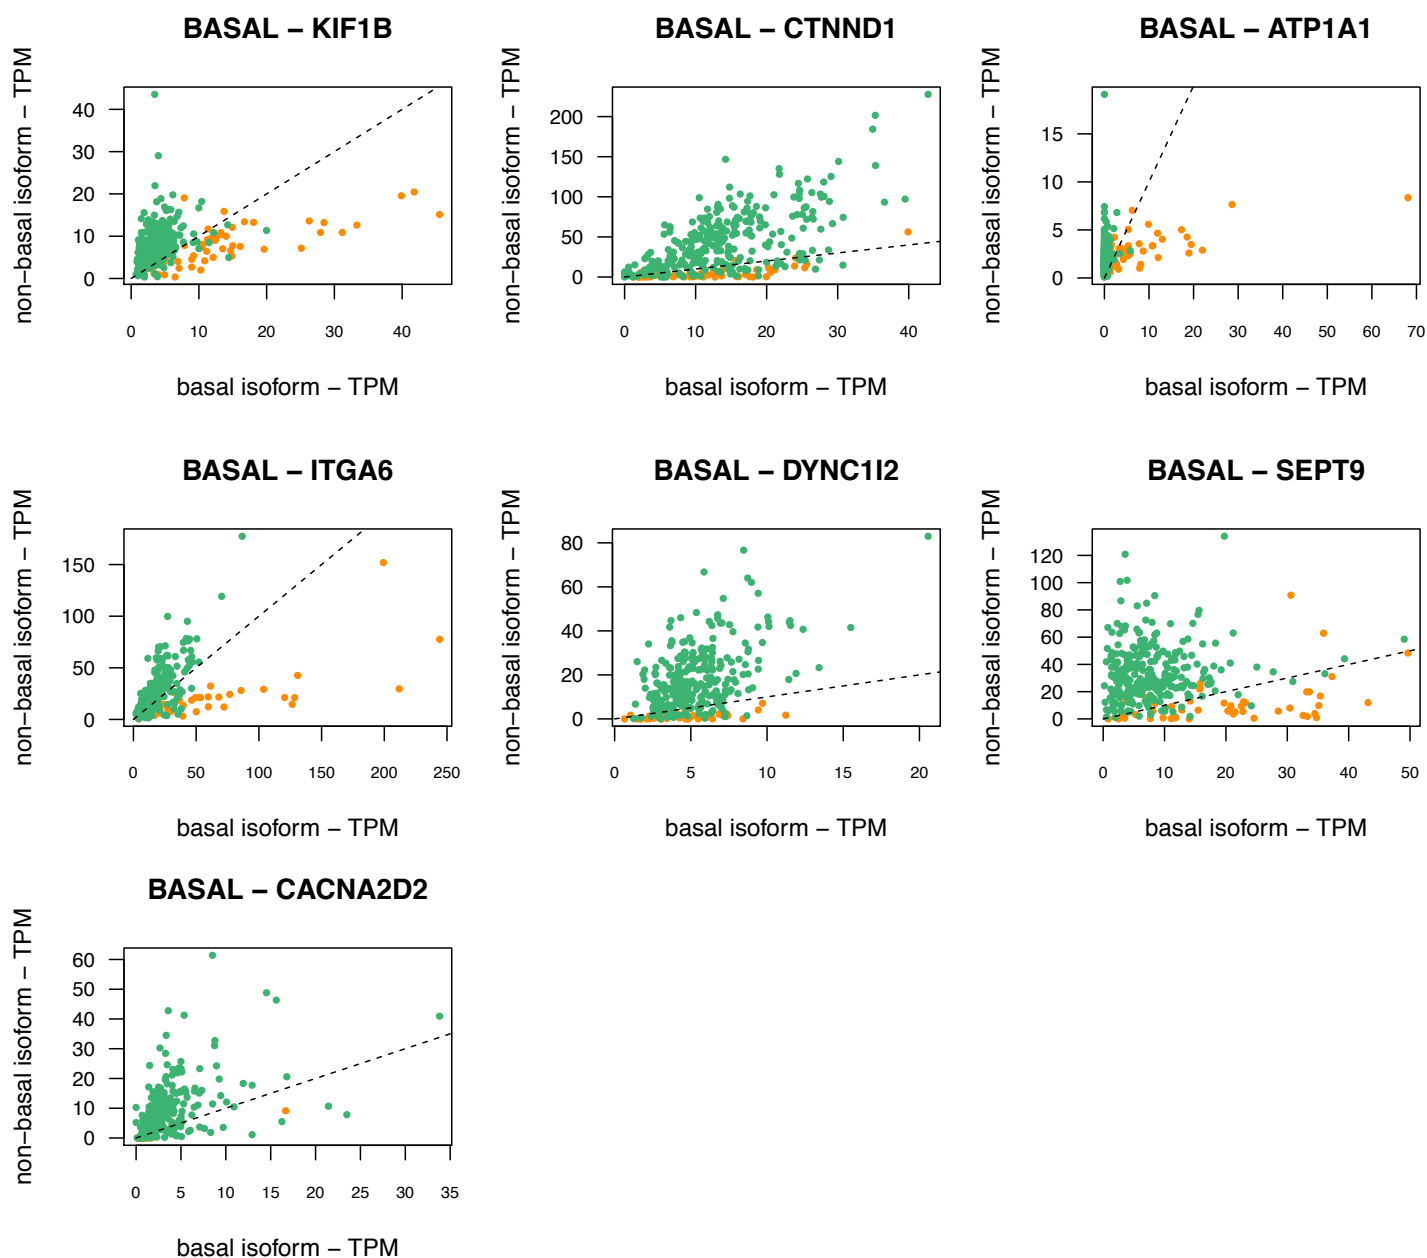 BASAL – KIF1B
non−basal isoform − TPM
40
30
20
10
0
0 10 20 30 40
basal isoform − TPM
BASAL – CTNND1
non−basal isoform − TPM
200
150
100
50
0
0 10 20 30 40
basal isoform − TPM
BASAL – ATP1A1
non−basal isoform − TPM
15
10
5
0
0 10 20 30 40 50 60 70
basal isoform − TPM
BASAL – ITGA6
non−basal isoform − TPM
150
100
50
0
0 50 100 150 200 250
basal isoform − TPM
BASAL – DYNC1I2
non−basal isoform − TPM
80
60
40
20
0
0 5 10 15 20
basal isoform − TPM
BASAL – SEPT9
non−basal isoform − TPM
120
100
80
60
40
20
0
0 10 20 30 40 50
basal isoform − TPM
BASAL – CACNA2D2
non−basal isoform − TPM
60
50
40
30
20
10
0
0 5 10 15 20 25 30 35
basal isoform − TPM